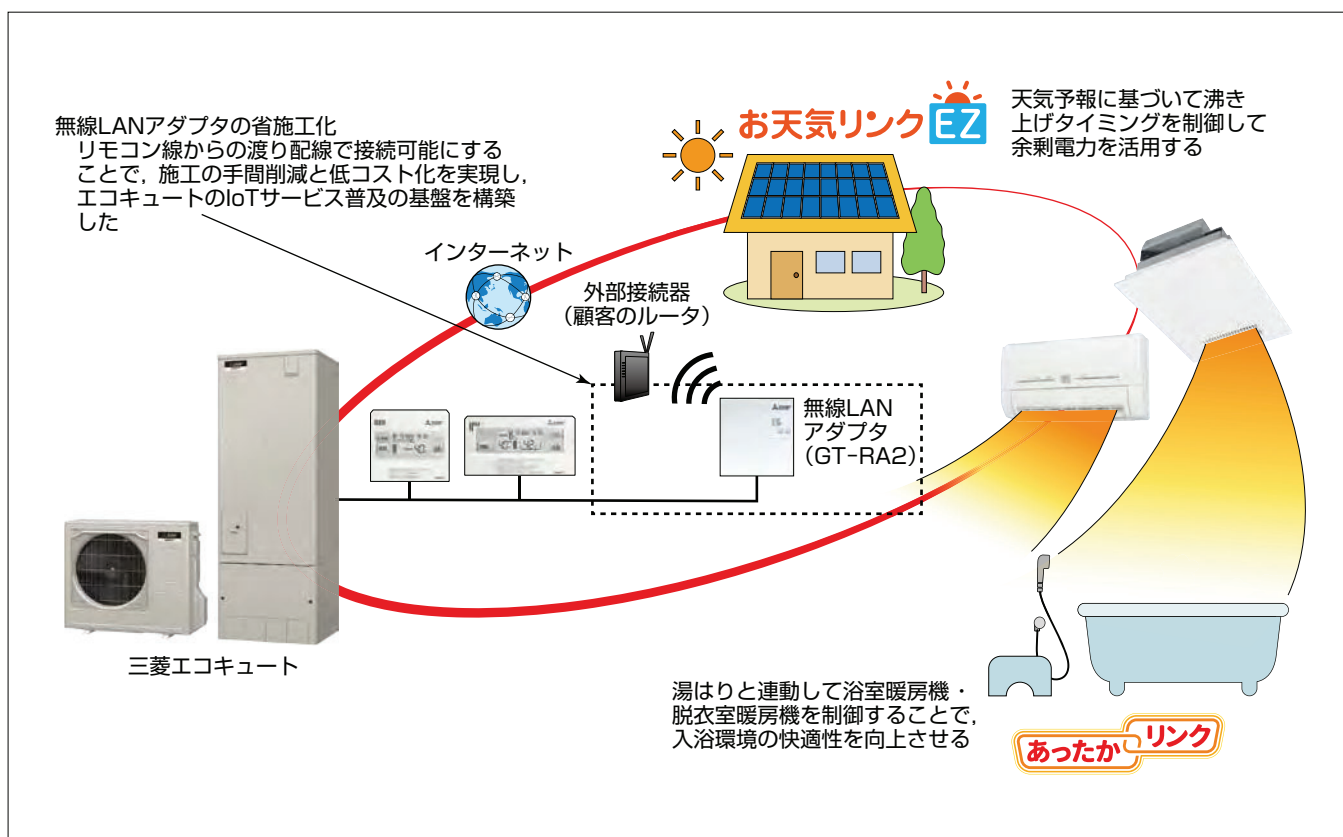 無線LANアダプタの省施工化
リモコン線からの渡り配線で接続可能にする
ことで，施工の手間削減と低コスト化を実現し，
エコキュートのIoTサービス普及の基盤を構築
した
お天気リンク EZ
天気予報に基づいて沸き
上げタイミングを制御して
余剰電力を活用する
インターネット
外部接続器
（顧客のルータ）
無線LAN
アダプタ
（GT-RA2）
三菱エコキュート
湯はりと連動して浴室暖房機・
脱衣室暖房機を制御することで，
入浴環境の快適性を向上させる
あったか リンク